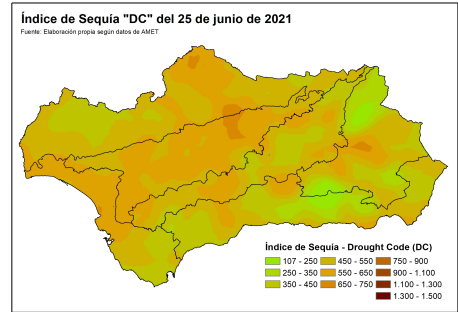 Índice de Sequía "DC" del 25 de junio de 2021
Fuente: Elaboración propia según datos de AMET
Índice de Sequía - Drought Code (DC)
107 - 250 450 - 550 750 - 900
250 - 350 550 - 650 900 - 1.100
350 - 450 650 - 750 1.100 - 1.300
1.300 - 1.500